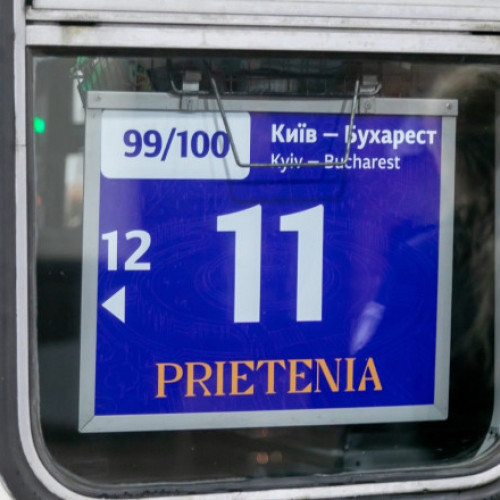 99/100
Київ – Бухарест
Kyiv – Bucharest
12
11
PRIETENIA